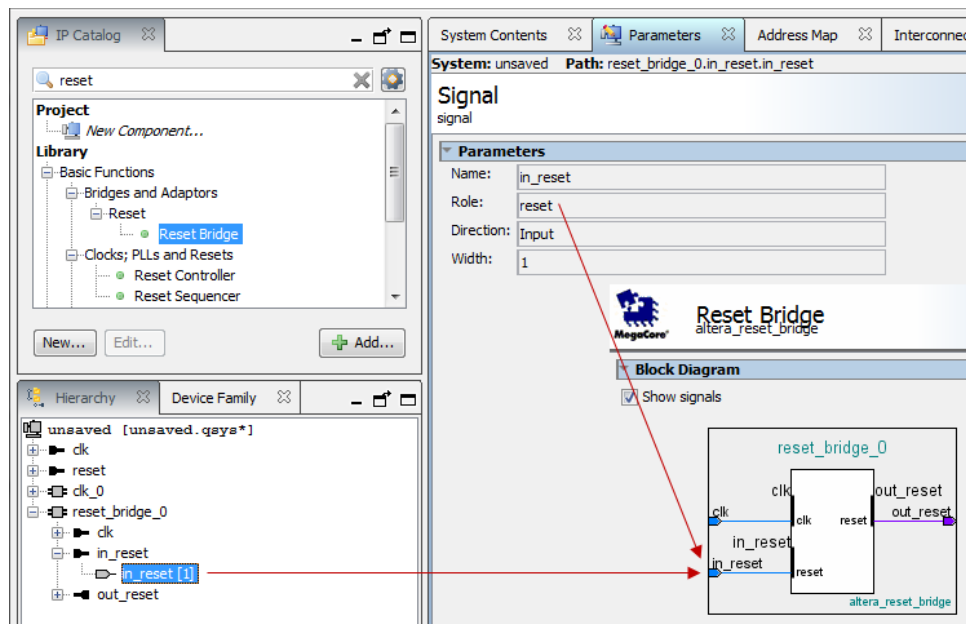 IP Catalog
reset
Project
New Component...
Library
Basic Functions
Bridges and Adaptors
Reset
Reset Bridge
Clocks; PLLs and Resets
Reset Controller
Reset Sequencer
New...
Edit...
Add...
Hierarchy
Device Family
unsaved [unsaved.qsys*]
clk
reset
clk_0
reset_bridge_0
clk
in_reset
in_reset [1]
out_reset
System Contents
Parameters
Address Map
Interconnec
System: unsaved Path: reset_bridge_0.in_reset.in_reset
Signal
signal
Parameters
Name: in_reset
Role: reset
Direction: Input
Width: 1
MegaCore®
Reset Bridge
altera_reset_bridge
Block Diagram
Show signals
reset_bridge_0
clk
out_reset
clk
out_reset
clk
reset
in_reset
in_reset
reset
altera_reset_bridge